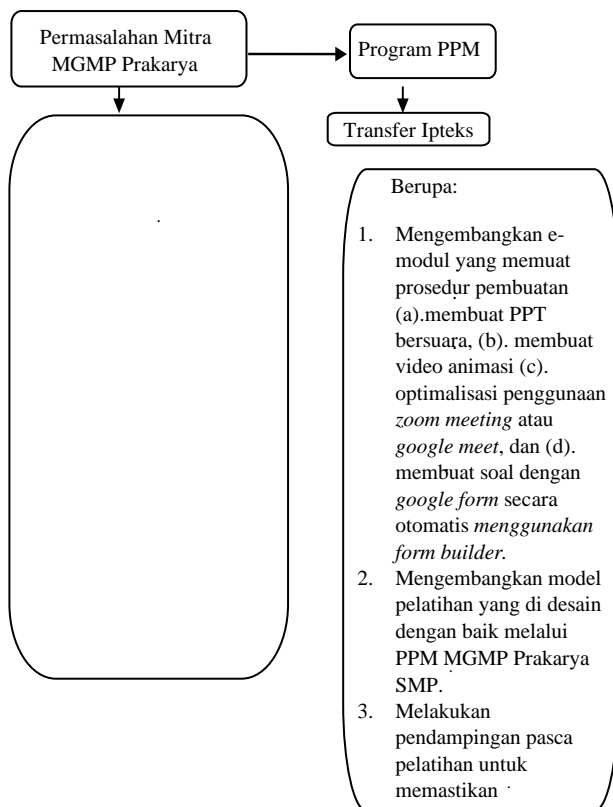 Permasalahan Mitra
MGMP Prakarya
Program PPM
Transfer Ipteks
Berupa:
1. Mengembangkan e-
modul yang memuat
prosedur pembuatan
(a).membuat PPT
bersuara, (b). membuat
video animasi (c).
optimalisasi penggunaan
zoom meeting atau
google meet, dan (d).
membuat soal dengan
google form secara
otomatis menggunakan
form builder.
2. Mengembangkan model
pelatihan yang di desain
dengan baik melalui
PPM MGMP Prakarya
SMP.
3. Melakukan
pendampingan pasca
pelatihan untuk
memastikan